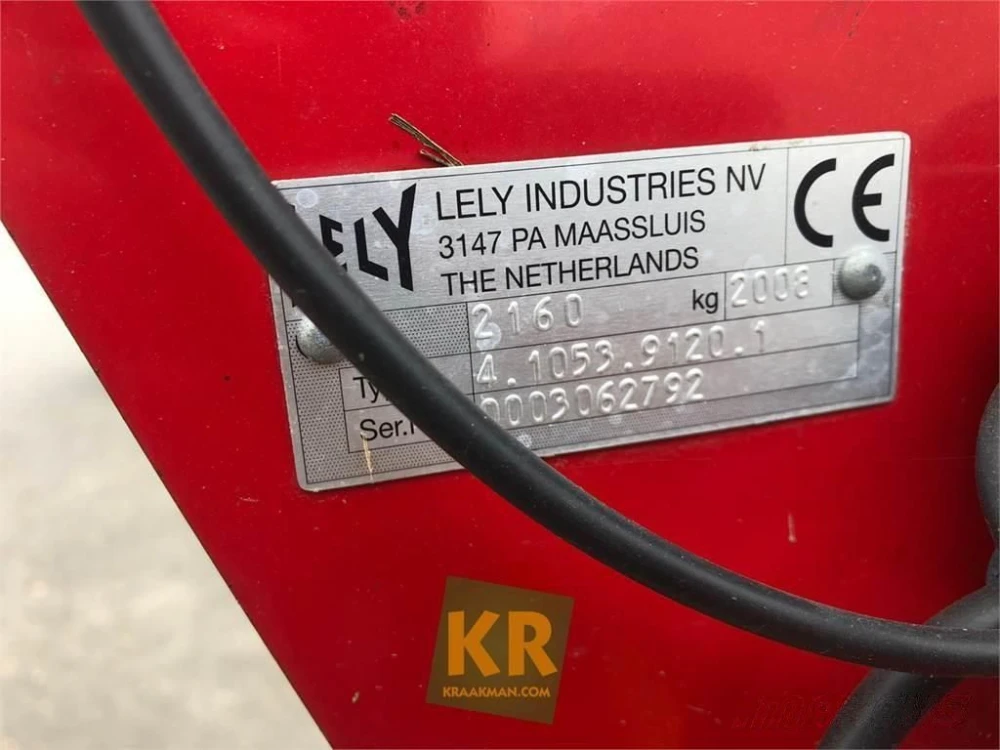 LELY
LELY INDUSTRIES NV
3147 PA MAASSLUIS
THE NETHERLANDS
CE
2160 kg 2008
4.1053.9120.1
Ser. 0003062792
KR
KRAAKMAN.COM